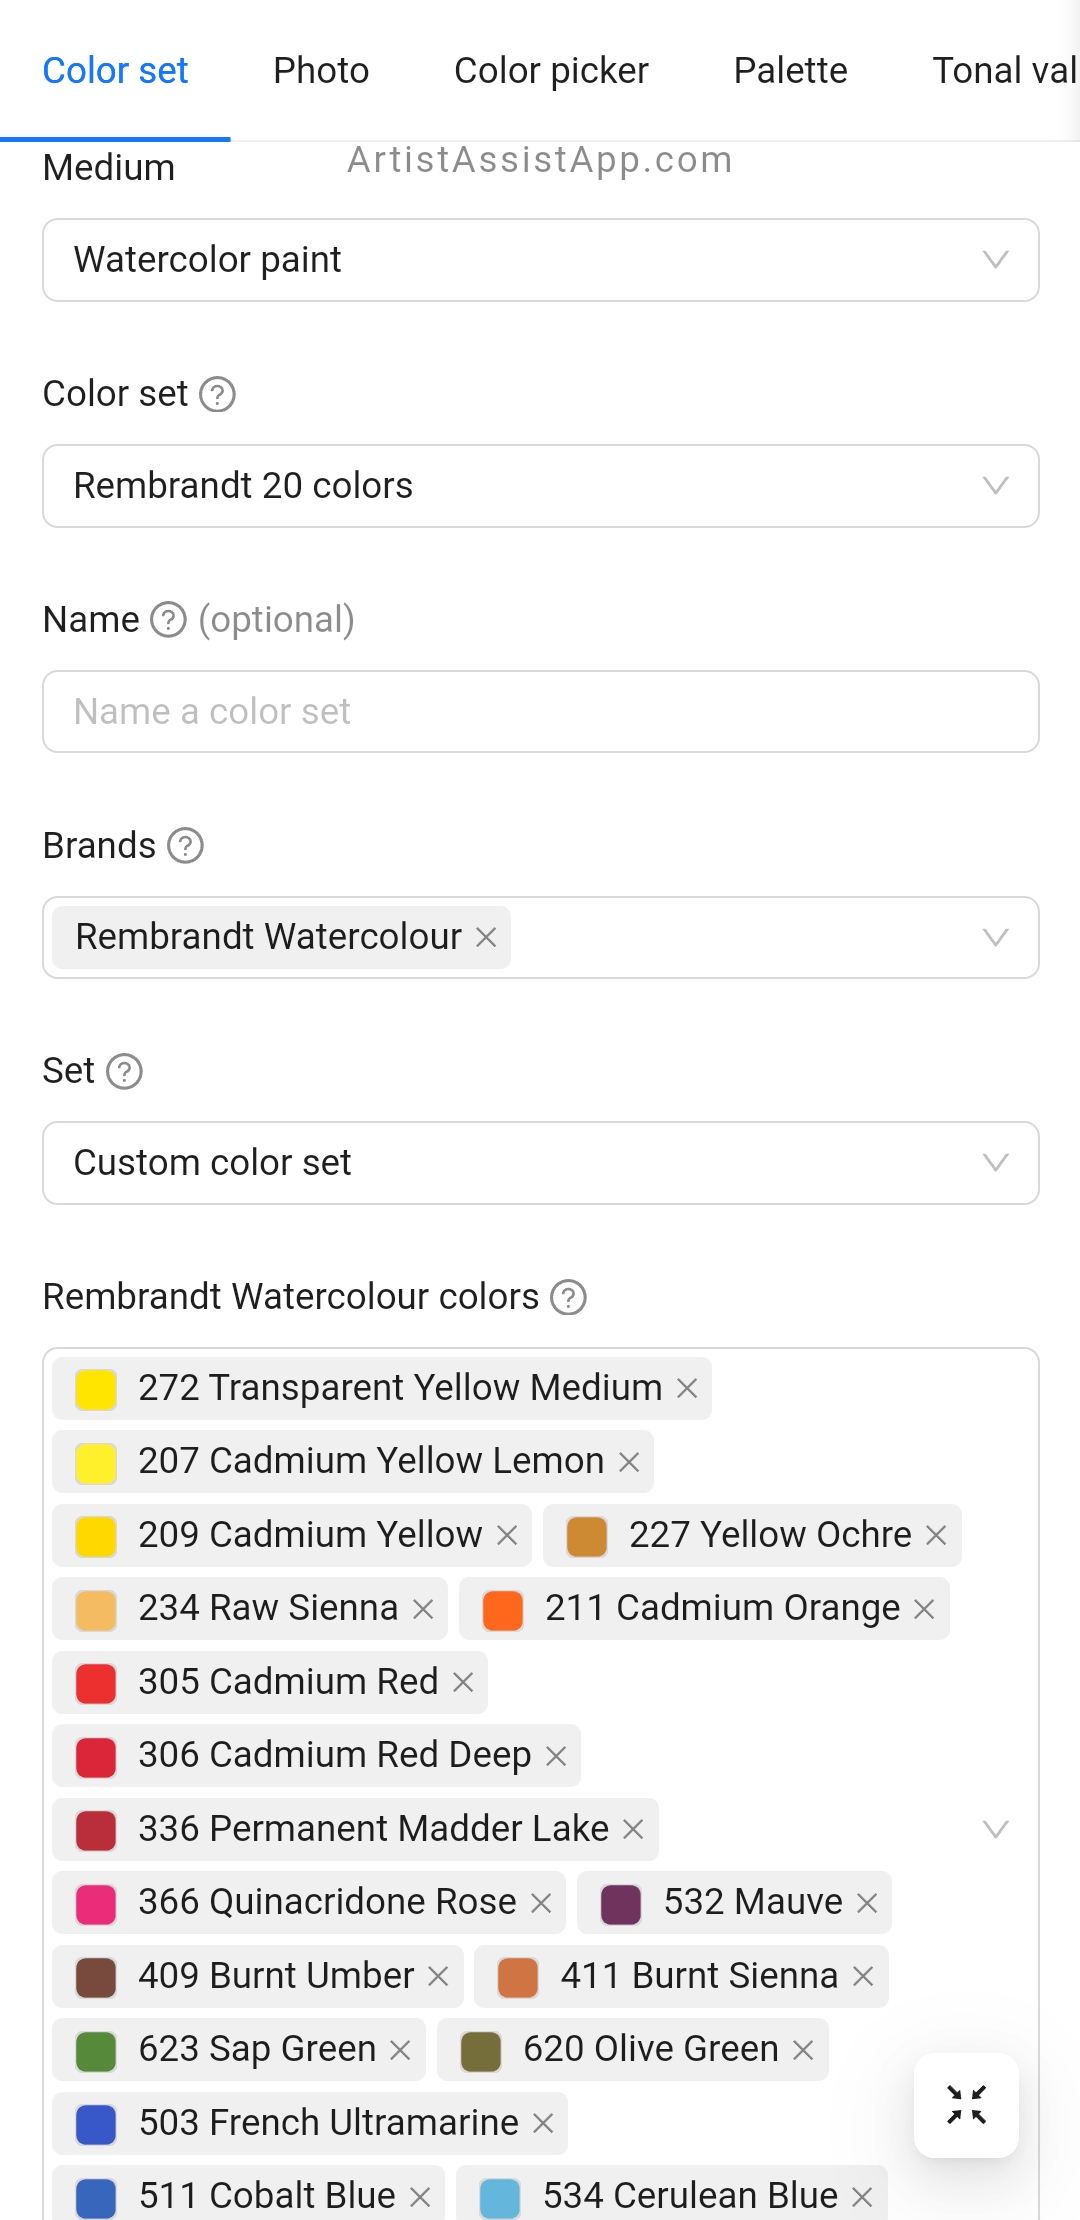 Color set Photo Color picker Palette Tonal val
Medium ArtistAssistApp.com
Watercolor paint
Color set ?
Rembrandt 20 colors
Name ? (optional)
Name a color set
Brands ?
Rembrandt Watercolour
Set ?
Custom color set
Rembrandt Watercolour colors ?
272 Transparent Yellow Medium
207 Cadmium Yellow Lemon
209 Cadmium Yellow 227 Yellow Ochre
234 Raw Sienna 211 Cadmium Orange
305 Cadmium Red
306 Cadmium Red Deep
336 Permanent Madder Lake
366 Quinacridone Rose 532 Mauve
409 Burnt Umber 411 Burnt Sienna
623 Sap Green 620 Olive Green
503 French Ultramarine
511 Cobalt Blue 534 Cerulean Blue